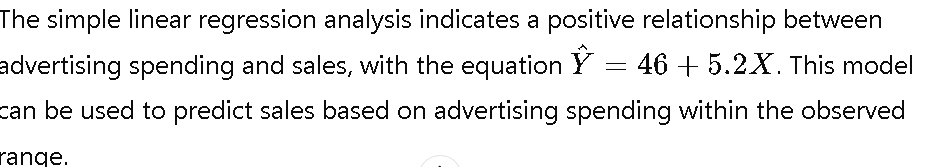 The simple linear regression analysis indicates a positive relationship between
advertising spending and sales, with the equation Ŷ = 46 + 5.2X. This model
can be used to predict sales based on advertising spending within the observed
range.